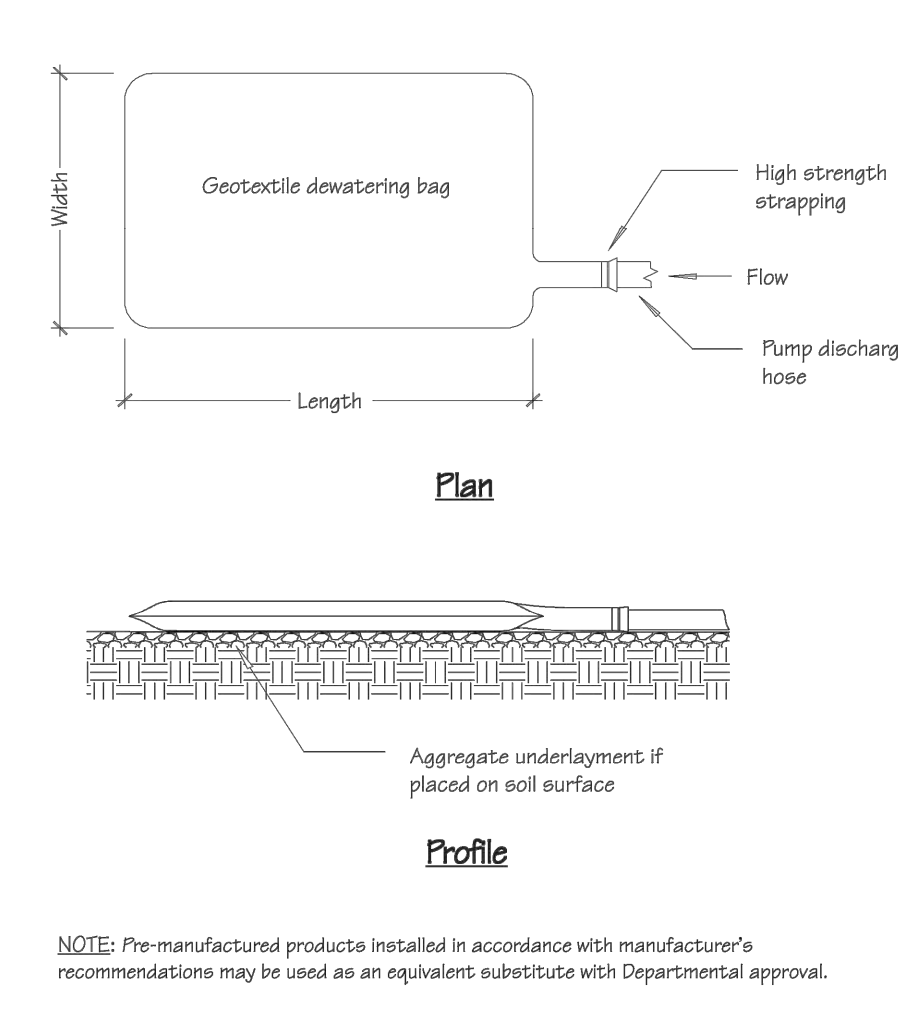 High strength
strapping
Geotextile dewatering bag
Width
Flow
Pump discharg
hose
Length
Plan
Aggregate underlayment if
placed on soil surface
Profile
NOTE: Pre-manufactured products installed in accordance with manufacturer's
recommendations may be used as an equivalent substitute with Departmental approval.